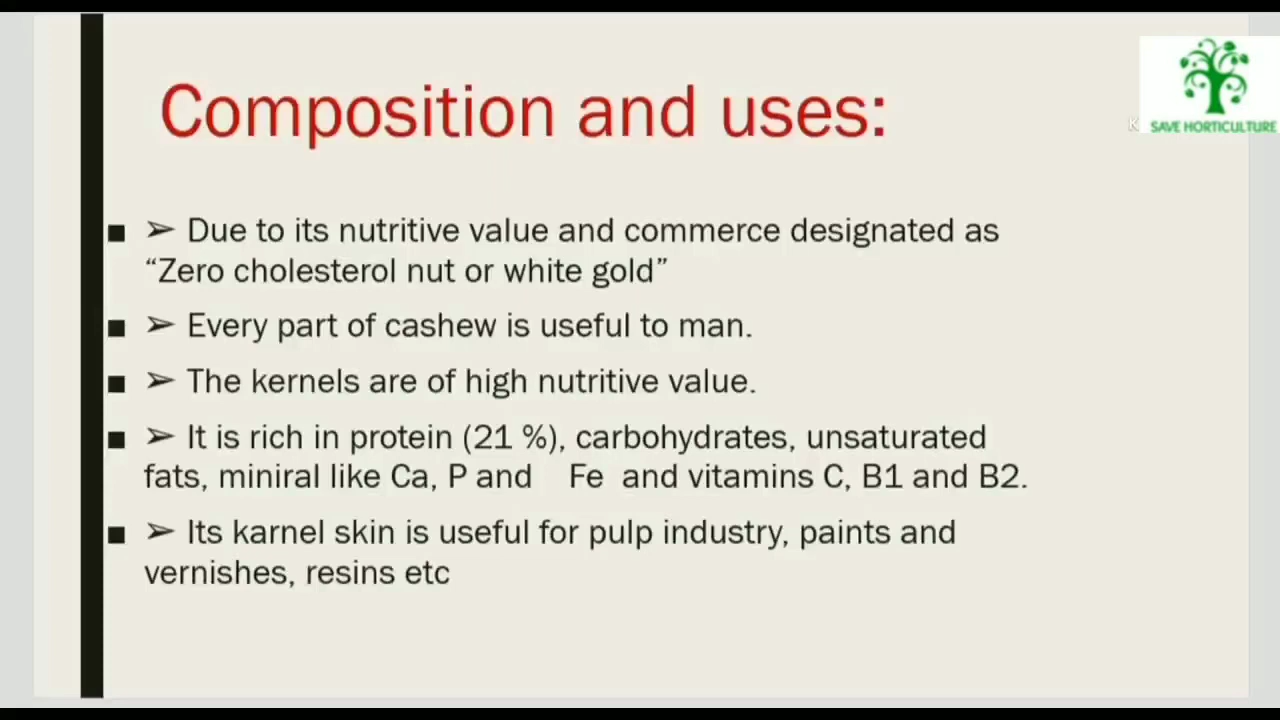 Composition and uses:
K SAVE HORTICULTURE
■ ➢ Due to its nutritive value and commerce designated as
“Zero cholesterol nut or white gold”
■ ➢ Every part of cashew is useful to man.
■ ➢ The kernels are of high nutritive value.
■ ➢ It is rich in protein (21 %), carbohydrates, unsaturated
fats, miniral like Ca, P and Fe and vitamins C, B1 and B2.
■ ➢ Its karnel skin is useful for pulp industry, paints and
vernishes, resins etc